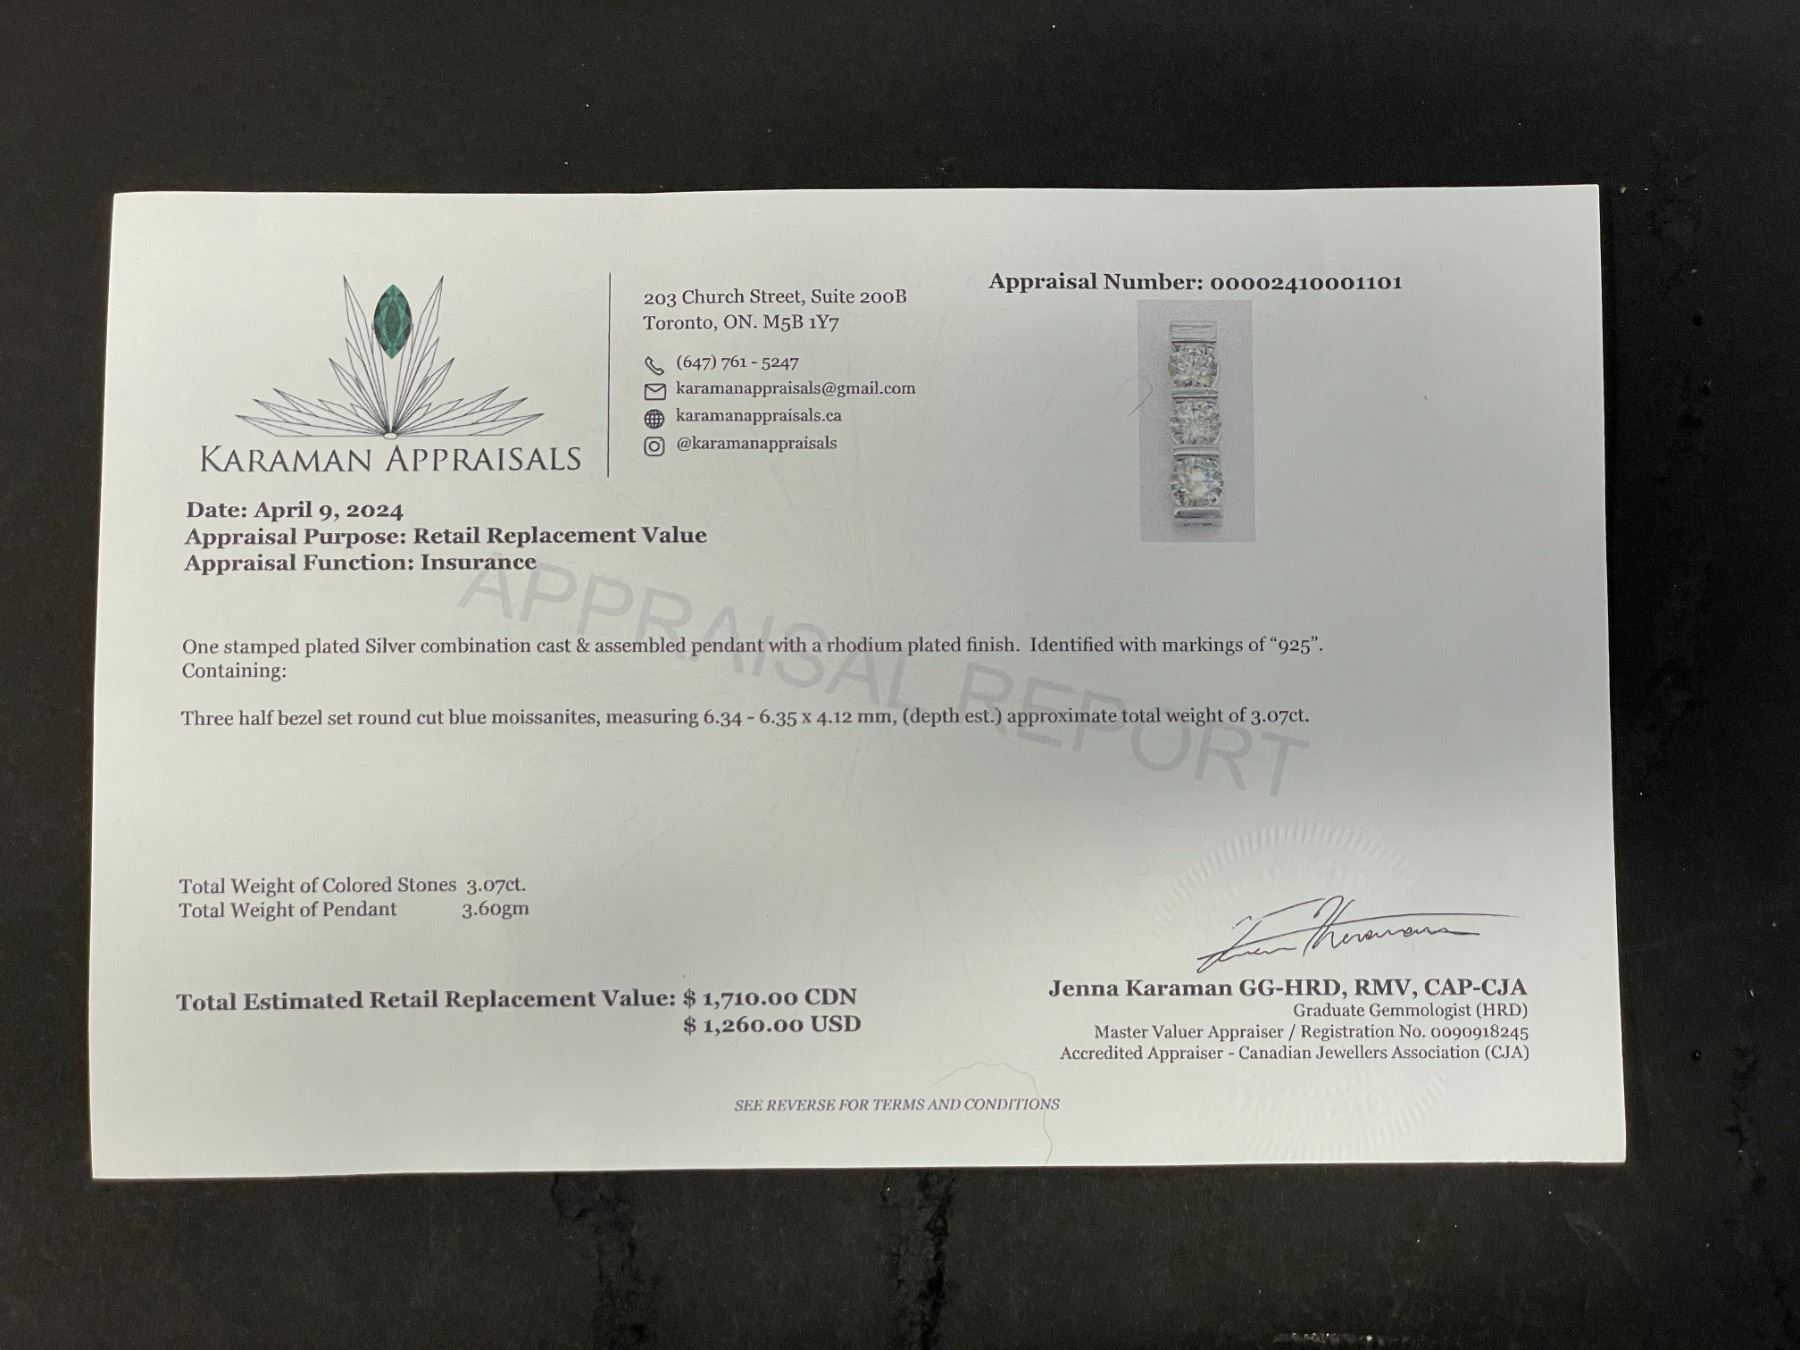 KARAMAN APPRAISALS
203 Church Street, Suite 200B
Toronto, ON. M5B 1Y7
(647) 761 - 5247
karamanappraisals@gmail.com
karamanappraisals.ca
@karamanappraisals
Appraisal Number: 00002410001101
Date: April 9, 2024
Appraisal Purpose: Retail Replacement Value
Appraisal Function: Insurance
APPRAISAL REPORT
One stamped plated Silver combination cast & assembled pendant with a rhodium plated finish. Identified with markings of “925”.
Containing:
Three half bezel set round cut blue moissanites, measuring 6.34 - 6.35 x 4.12 mm, (depth est.) approximate total weight of 3.07ct.
Total Weight of Colored Stones 3.07ct.
Total Weight of Pendant 3.60gm
Total Estimated Retail Replacement Value: $ 1,710.00 CDN
$ 1,260.00 USD
Jenna Karaman GG-HRD, RMV, CAP-CJA
Graduate Gemmologist (HRD)
Master Valuer Appraiser / Registration No. 0090918245
Accredited Appraiser - Canadian Jewellers Association (CJA)
SEE REVERSE FOR TERMS AND CONDITIONS